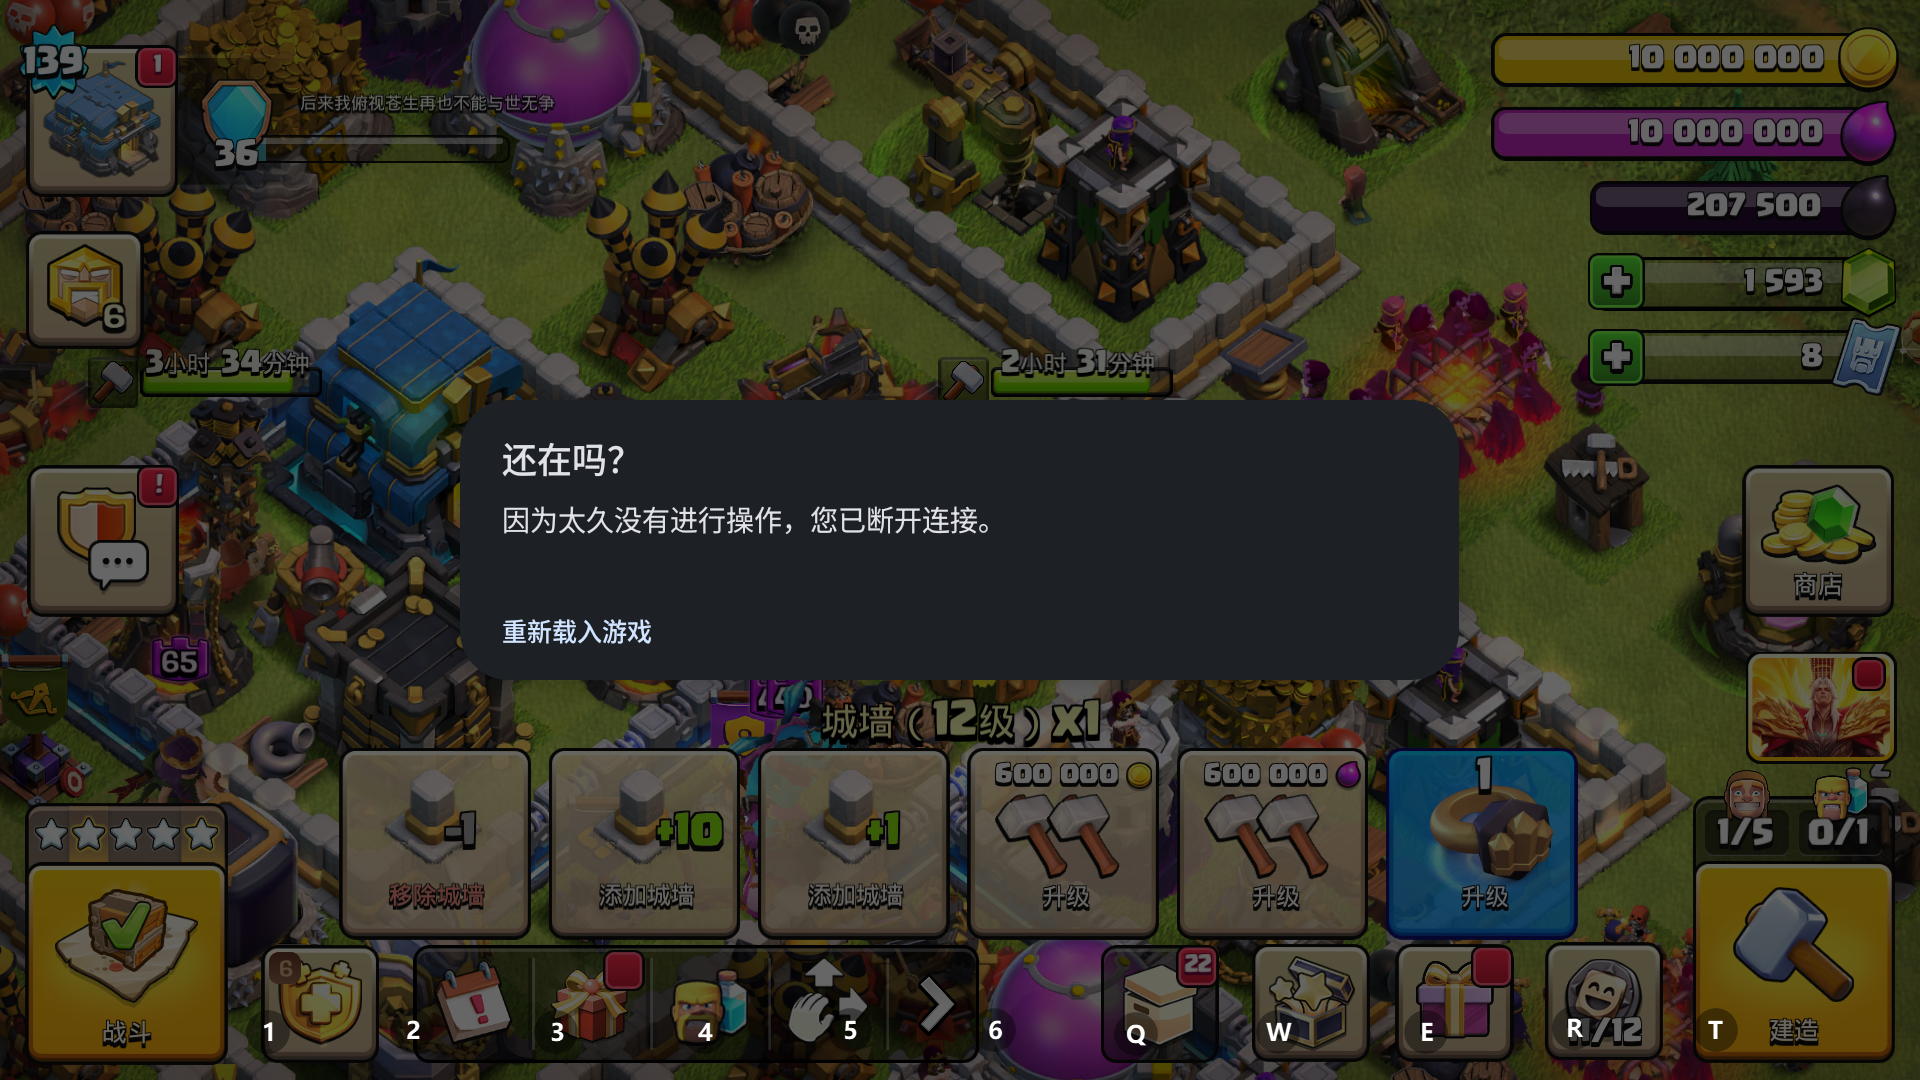 139
1
后来我俯视苍生再也不能与世无争
36
10 000 000
10 000 000
207 500
1 593
8
6
3小时 34分钟
2小时 31分钟
!
还在吗?
因为太久没有进行操作，您已断开连接。
重新载入游戏
商店
65
城墙（12级）x1
-1
移除城墙
+10
添加城墙
+1
添加城墙
600 000
升级
600 000
升级
1
升级
1/5
0/1
战斗
6
1
2
3
4
5
6
22
Q
W
E
R
/12
T
建造